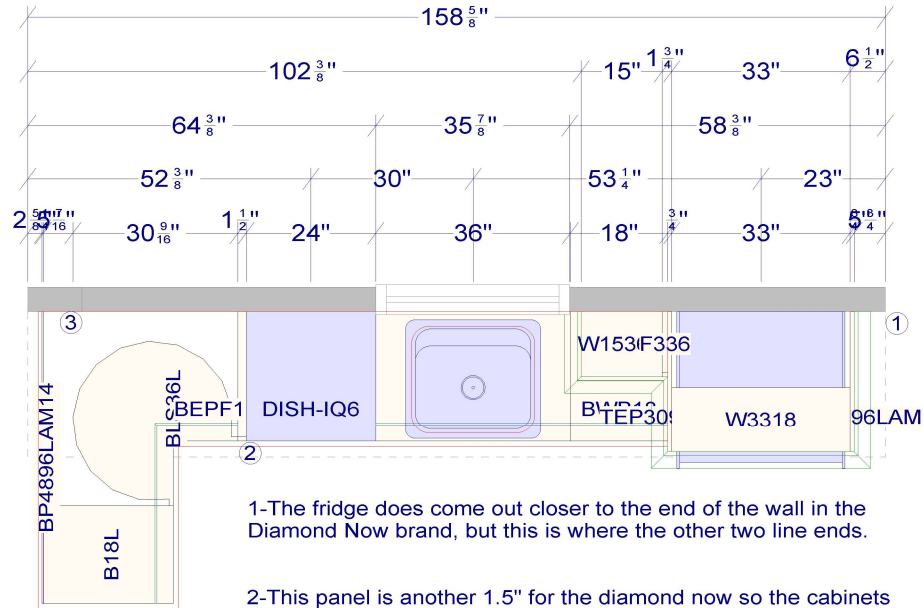 158 5/8"
102 3/8" 15" 1 3/4" 33" 6 1/2"
64 3/8" 35 7/8" 58 3/8"
52 3/8" 30" 53 1/4" 23"
30 9/16" 1 1/2" 24" 36" 18" 3/4" 33"
3
1
F336
BP4896LAM14
BLS36L
BEPF1
DISH-IQ6
W3318
96LAM
2
B18L
1-The fridge does come out closer to the end of the wall in the
Diamond Now brand, but this is where the other two line ends.
2-This panel is another 1.5" for the diamond now so the cabinets